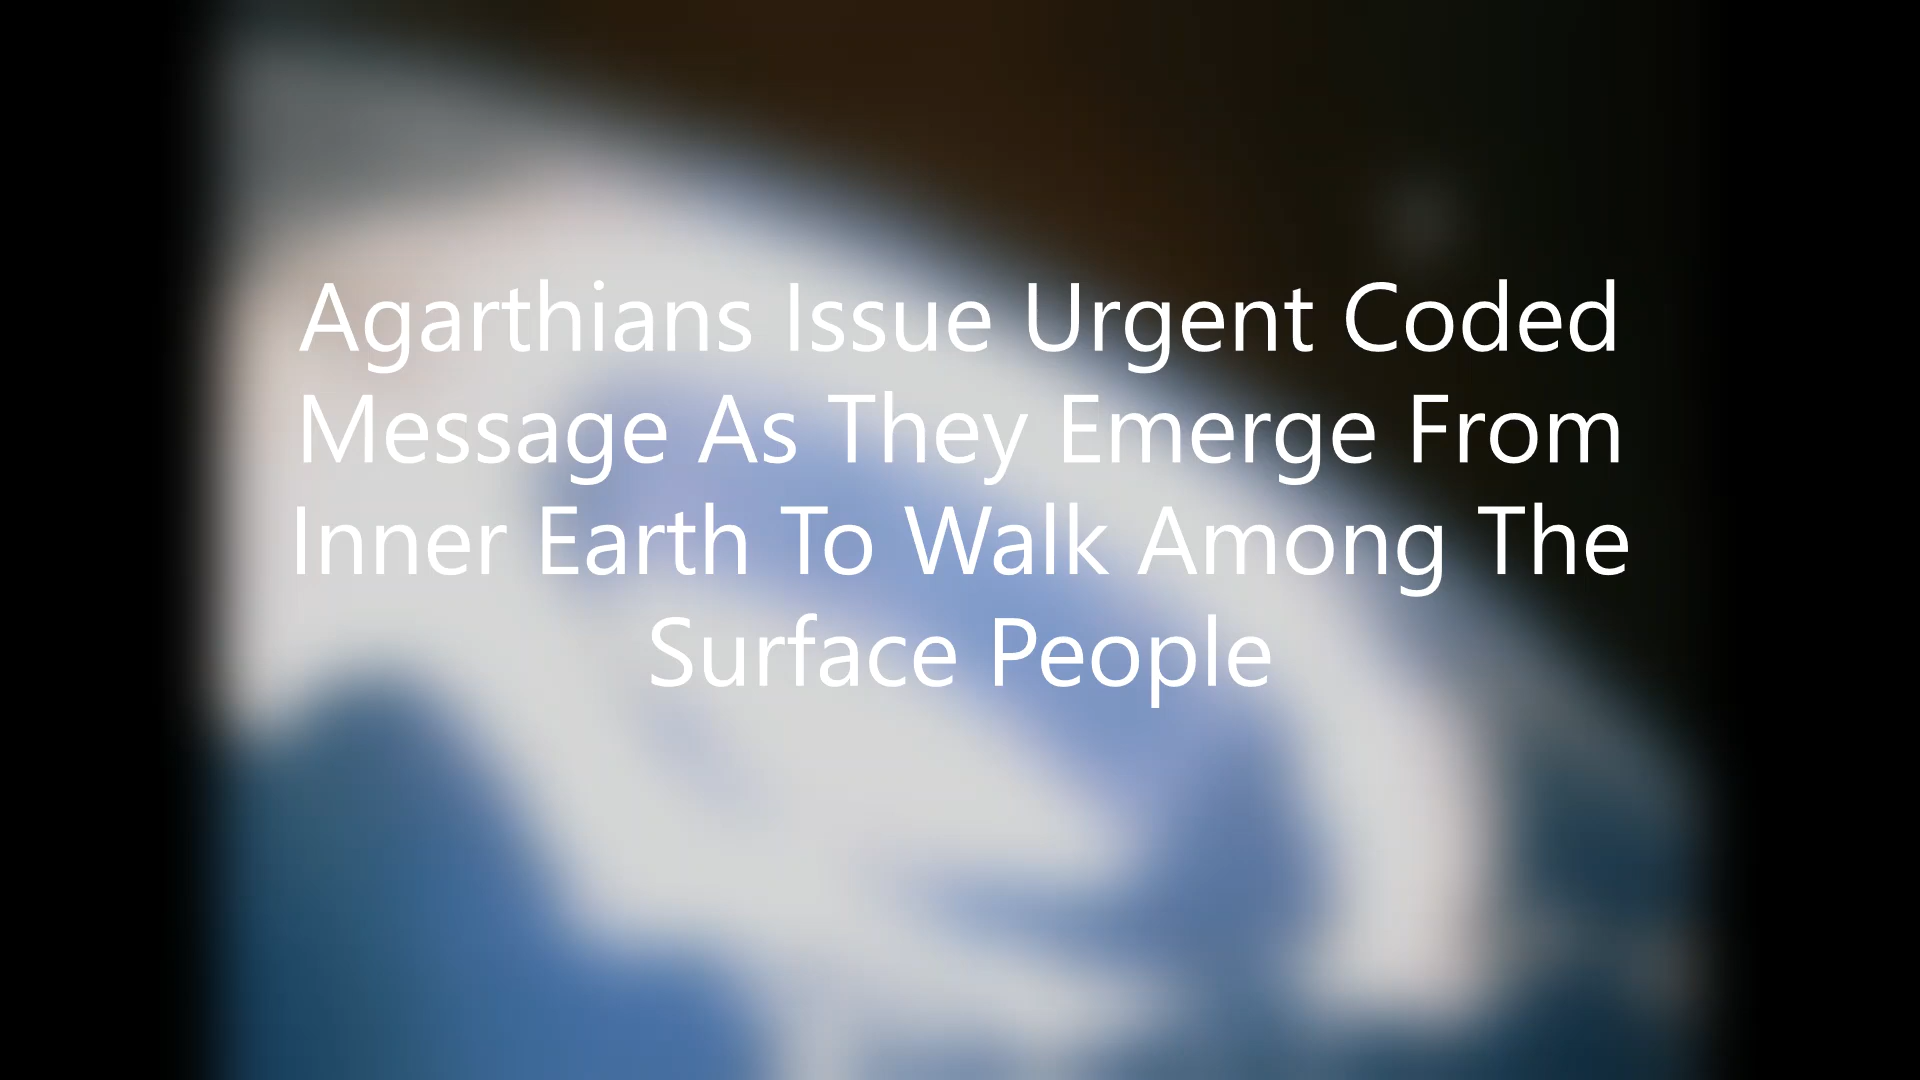 Agarthians Issue Urgent Coded
Message As They Emerge From
Inner Earth To Walk Among The
Surface People